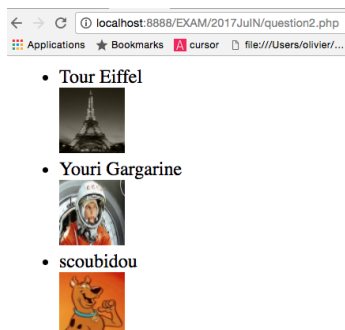 localhost:8888/EXAM/2017JuIN/question2.php
Applications Bookmarks A cursor file:///Users/olivier/...
Tour Eiffel
Youri Gargarine
scoubidou